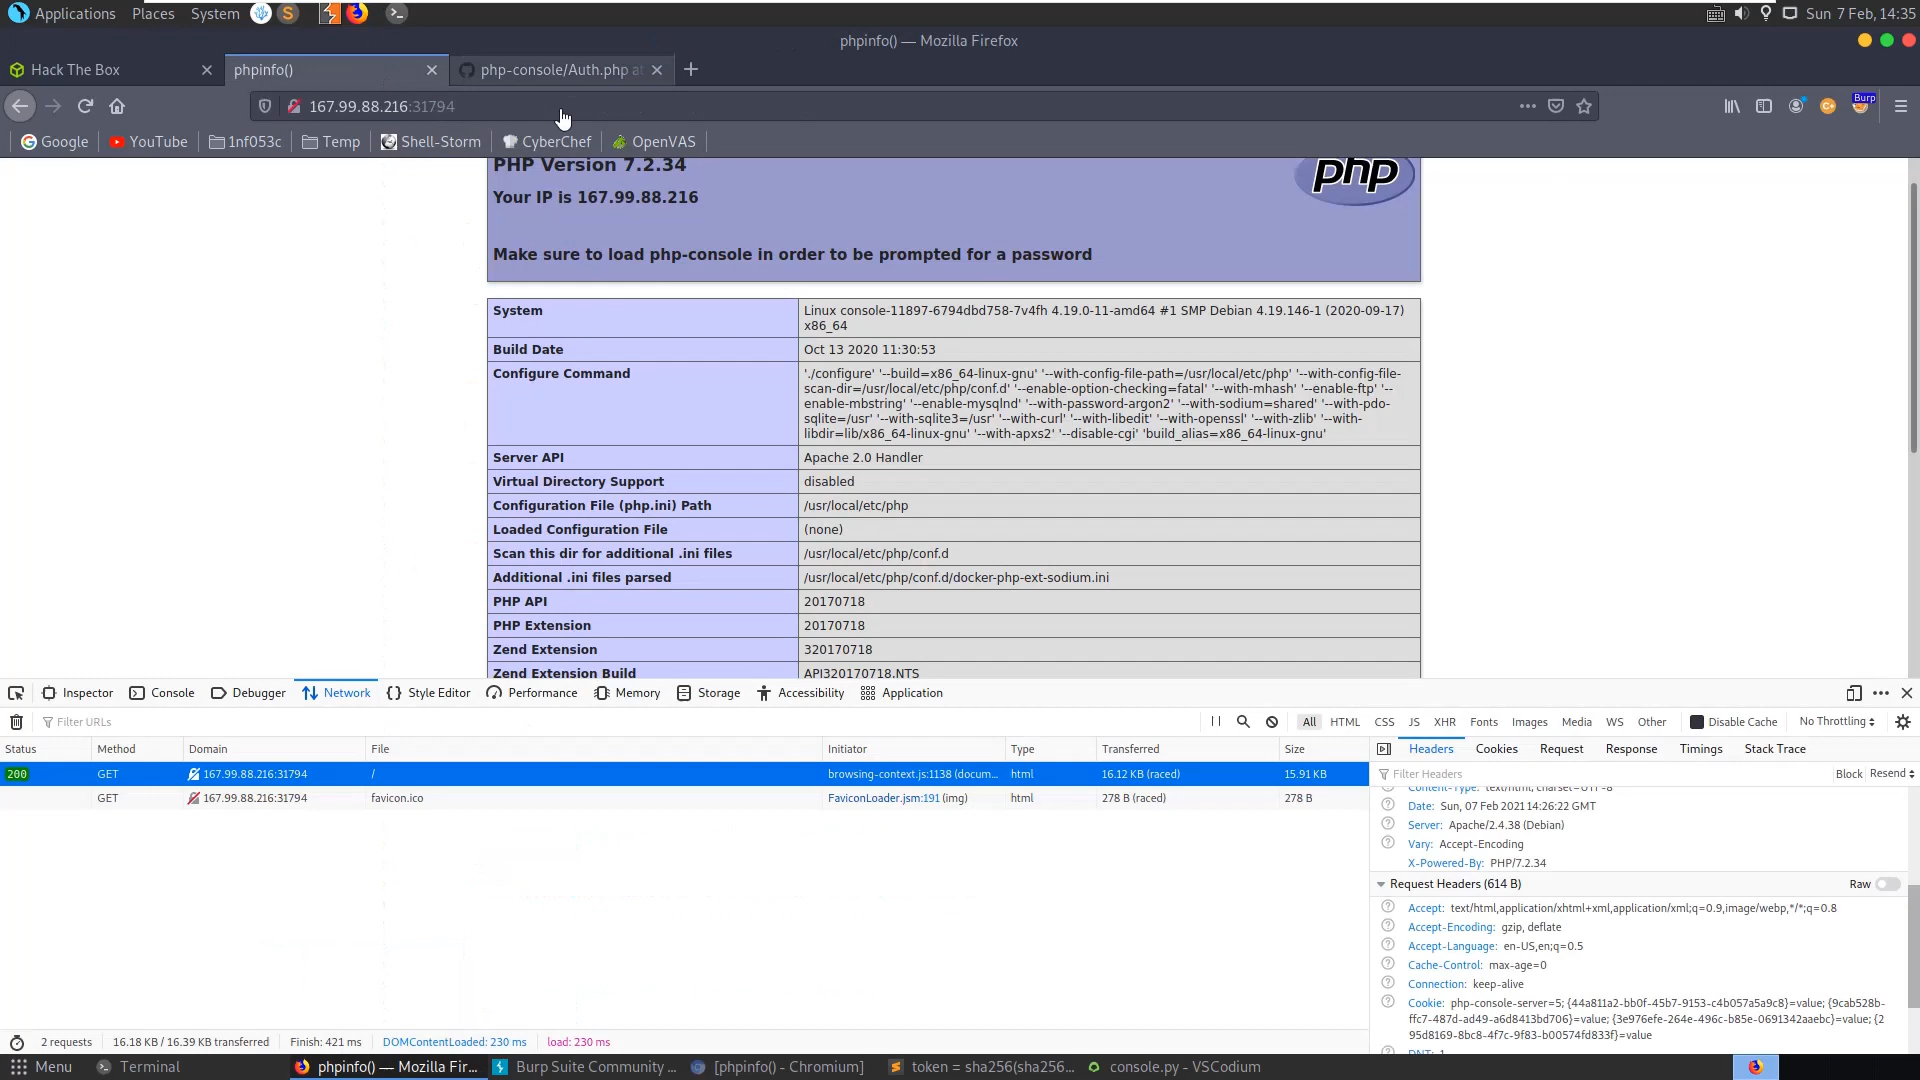 Applications Places System Sun 7 Feb, 14:35
phpinfo() — Mozilla Firefox
Hack The Box phpinfo() php-console/Auth.php at
167.99.88.216:31794 Burp
Google YouTube 1nf053c Temp Shell-Storm CyberChef OpenVAS
PHP Version 7.2.34
php
Your IP is 167.99.88.216
Make sure to load php-console in order to be prompted for a password
System Linux console-11897-6794dbd758-7v4fh 4.19.0-11-amd64 #1 SMP Debian 4.19.146-1 (2020-09-17)
x86_64
Build Date Oct 13 2020 11:30:53
Configure Command './configure' '--build=x86_64-linux-gnu' '--with-config-file-path=/usr/local/etc/php' '--with-config-file-
scan-dir=/usr/local/etc/php/conf.d' '--enable-option-checking=fatal' '--with-mhash' '--enable-ftp' '--
enable-mbstring' '--enable-mysqlnd' '--with-password-argon2' '--with-sodium=shared' '--with-pdo-
sqlite=/usr' '--with-sqlite3=/usr' '--with-curl' '--with-libedit' '--with-openssl' '--with-zlib' '--with-
libdir=lib/x86_64-linux-gnu' '--with-apxs2' '--disable-cgi' 'build_alias=x86_64-linux-gnu'
Server API Apache 2.0 Handler
Virtual Directory Support disabled
Configuration File (php.ini) Path /usr/local/etc/php
Loaded Configuration File (none)
Scan this dir for additional .ini files /usr/local/etc/php/conf.d
Additional .ini files parsed /usr/local/etc/php/conf.d/docker-php-ext-sodium.ini
PHP API 20170718
PHP Extension 20170718
Zend Extension 320170718
Zend Extension Build API320170718,NTS
Inspector Console Debugger Network Style Editor Performance Memory Storage Accessibility Application
Filter URLs All HTML CSS JS XHR Fonts Images Media WS Other Disable Cache No Throttling
Status Method Domain File Initiator Type Transferred Size
200 GET 167.99.88.216:31794 / browsing-context.js:1138 (docum... html 16.12 KB (raced) 15.91 KB
GET 167.99.88.216:31794 favicon.ico FaviconLoader.jsm:191 (img) html 278 B (raced) 278 B
Headers Cookies Request Response Timings Stack Trace
Filter Headers Block Resend
Content-Type: text/html; charset=UTF-8
Date: Sun, 07 Feb 2021 14:26:22 GMT
Server: Apache/2.4.38 (Debian)
Vary: Accept-Encoding
X-Powered-By: PHP/7.2.34
Request Headers (614 B) Raw
Accept: text/html,application/xhtml+xml,application/xml;q=0.9,image/webp,*/*;q=0.8
Accept-Encoding: gzip, deflate
Accept-Language: en-US,en;q=0.5
Cache-Control: max-age=0
Connection: keep-alive
Cookie: php-console-server=5; {44a811a2-bb0f-45b7-9153-c4b057a5a9c8}=value; {9cab528b-
ffc7-487d-ad49-a6d8413bd706}=value; {3e976efe-264e-496c-b85e-0691342aaebc}=value; {2
95d8169-8bc8-4f7c-9f83-b00574fd833f}=value
DNT: 1
2 requests 16.18 KB / 16.39 KB transferred Finish: 421 ms DOMContentLoaded: 230 ms load: 230 ms
Menu Terminal phpinfo() — Mozilla Fir... Burp Suite Community ... [phpinfo() - Chromium] token = sha256(sha256... console.py - VSCodium